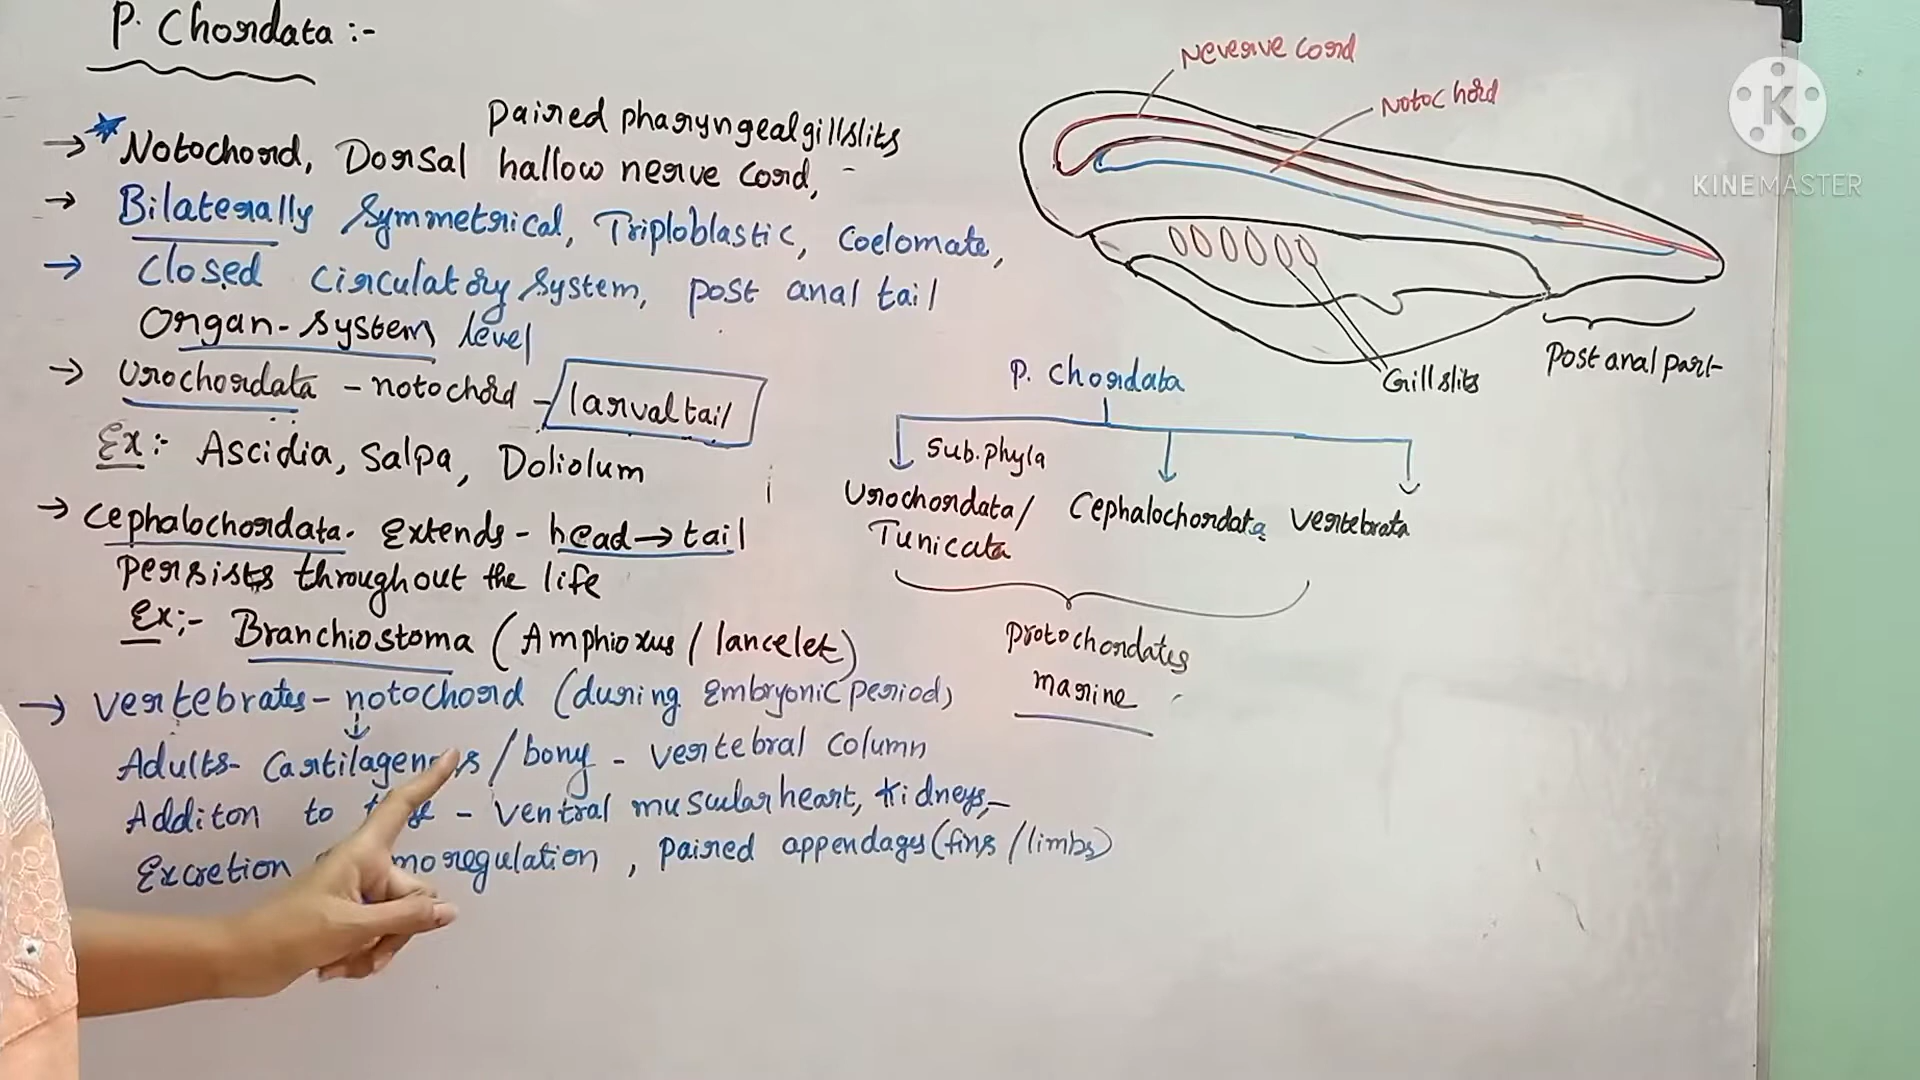 P. Chordata :-
Paired pharyngeal gillslits
→ * Notochord, Dorsal hallow nerve cord, -
→ Bilaterally Symmetrical, Triploblastic, Coelomate,
→ Closed Circulatory System, post anal tail
Organ-System level
→ Urochordata - notochord - larval tail
Ex:- Ascidia, Salpa, Doliolum
→ Cephalochordata. Extends - head → tail
Persists throughout the life
Ex:- Branchiostoma (Amphioxus / lancelet)
→ Vertebrates - notochord (during Embryonic period)
↓
Adults - Cartilagenous / bony - Vertebral Column
Additon to - Ventral muscular heart, Kidneys,-
Excretion moregulation, Paired appendages (fins / limbs)
Neverve Cord
Notochord
Gill slits
Post anal part
P. Chordata
Sub.phyla
Urochordata/ Cephalochordata Vertebrata
Tunicata
Protochordates
marine
K
KINEMASTER